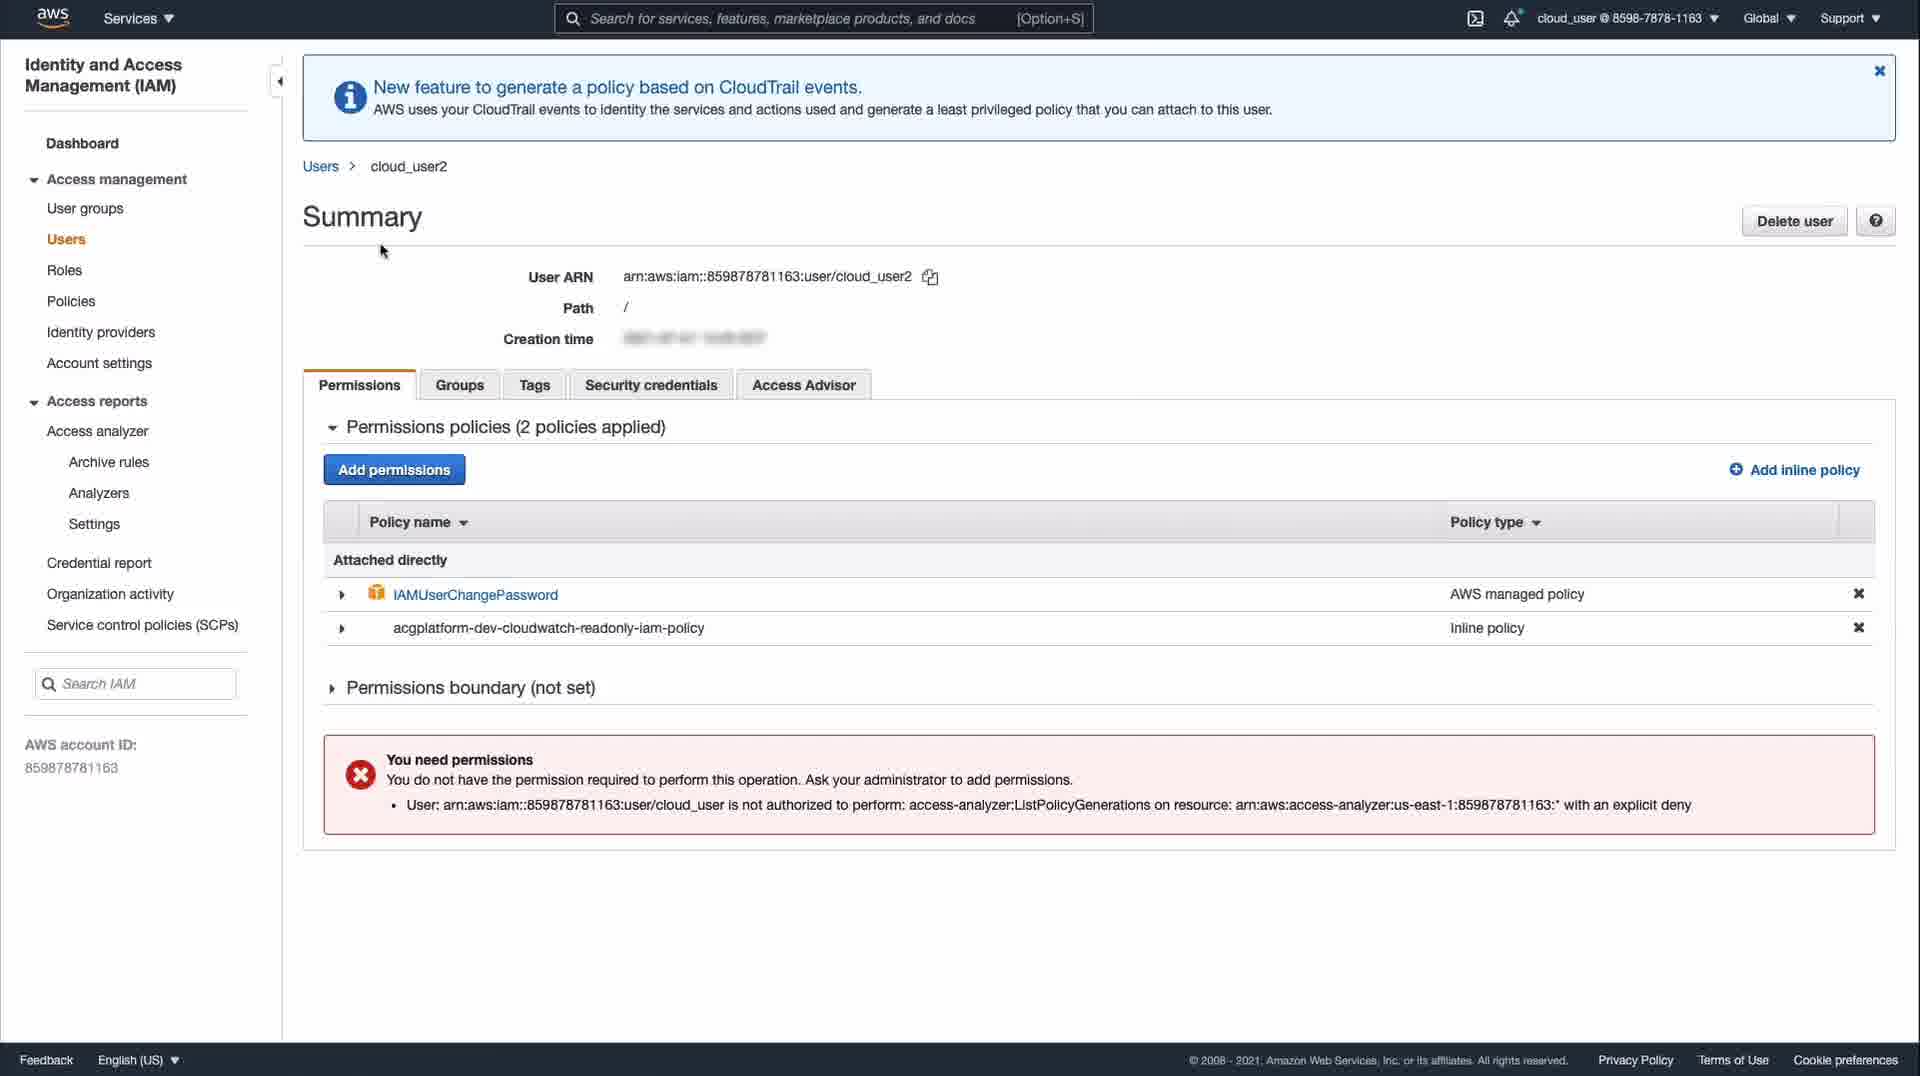 aws Services Search for services, features, marketplace products, and docs [Option+S] cloud_user @ 8598-7878-1163 Global Support
Identity and Access
Management (IAM)
Dashboard
Access management
User groups
Users
Roles
Policies
Identity providers
Account settings
Access reports
Access analyzer
Archive rules
Analyzers
Settings
Credential report
Organization activity
Service control policies (SCPs)
Search IAM
AWS account ID:
859878781163
New feature to generate a policy based on CloudTrail events.
AWS uses your CloudTrail events to identity the services and actions used and generate a least privileged policy that you can attach to this user.
Users > cloud_user2
Summary
Delete user
User ARN arn:aws:iam::859878781163:user/cloud_user2
Path /
Creation time
Permissions Groups Tags Security credentials Access Advisor
Permissions policies (2 policies applied)
Add permissions Add inline policy
Policy name Policy type
Attached directly
IAMUserChangePassword AWS managed policy
acgplatform-dev-cloudwatch-readonly-iam-policy Inline policy
Permissions boundary (not set)
You need permissions
You do not have the permission required to perform this operation. Ask your administrator to add permissions.
• User: arn:aws:iam::859878781163:user/cloud_user is not authorized to perform: access-analyzer:ListPolicyGenerations on resource: arn:aws:access-analyzer:us-east-1:859878781163:* with an explicit deny
Feedback English (US) © 2008 - 2021, Amazon Web Services, Inc. or its affiliates. All rights reserved. Privacy Policy Terms of Use Cookie preferences